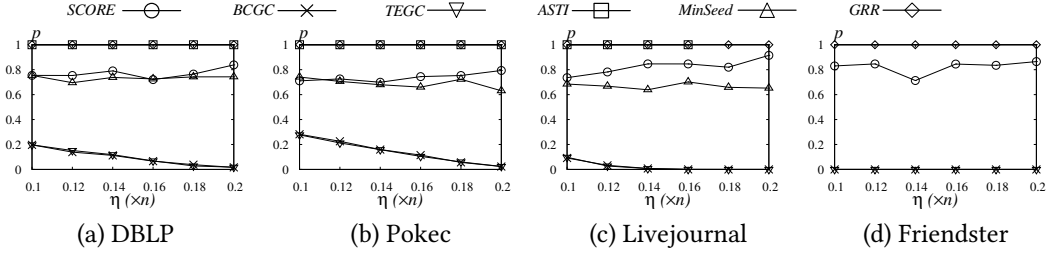 SCORE BCGC TEGC ASTI MinSeed GRR
p p p p
1 1 1 1
0.8 0.8 0.8 0.8
0.6 0.6 0.6 0.6
0.4 0.4 0.4 0.4
0.2 0.2 0.2 0.2
0 0 0 0
0.1 0.12 0.14 0.16 0.18 0.2 0.1 0.12 0.14 0.16 0.18 0.2 0.1 0.12 0.14 0.16 0.18 0.2 0.1 0.12 0.14 0.16 0.18 0.2
η (×n) η (×n) η (×n) η (×n)
(a) DBLP (b) Pokec (c) Livejournal (d) Friendster